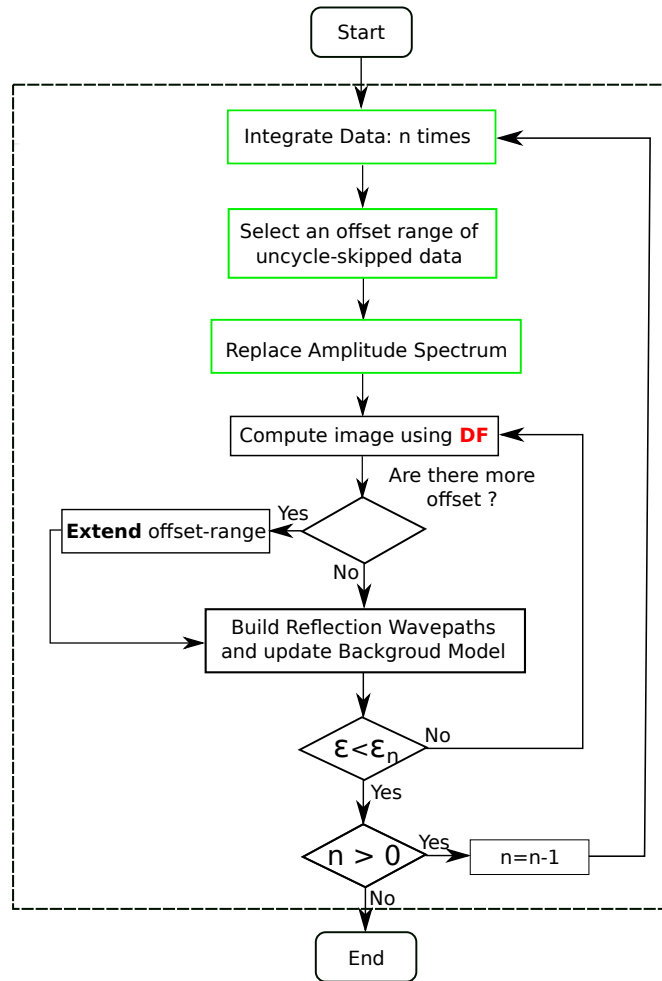 Start
Integrate Data: n times
Select an offset range of
uncycle-skipped data
Replace Amplitude Spectrum
Compute image using DF
Are there more
offset ?
Yes
Extend offset-range
No
Build Reflection Wavepaths
and update Backgroud Model
ε<εn
No
Yes
n > 0
Yes
n=n-1
No
End